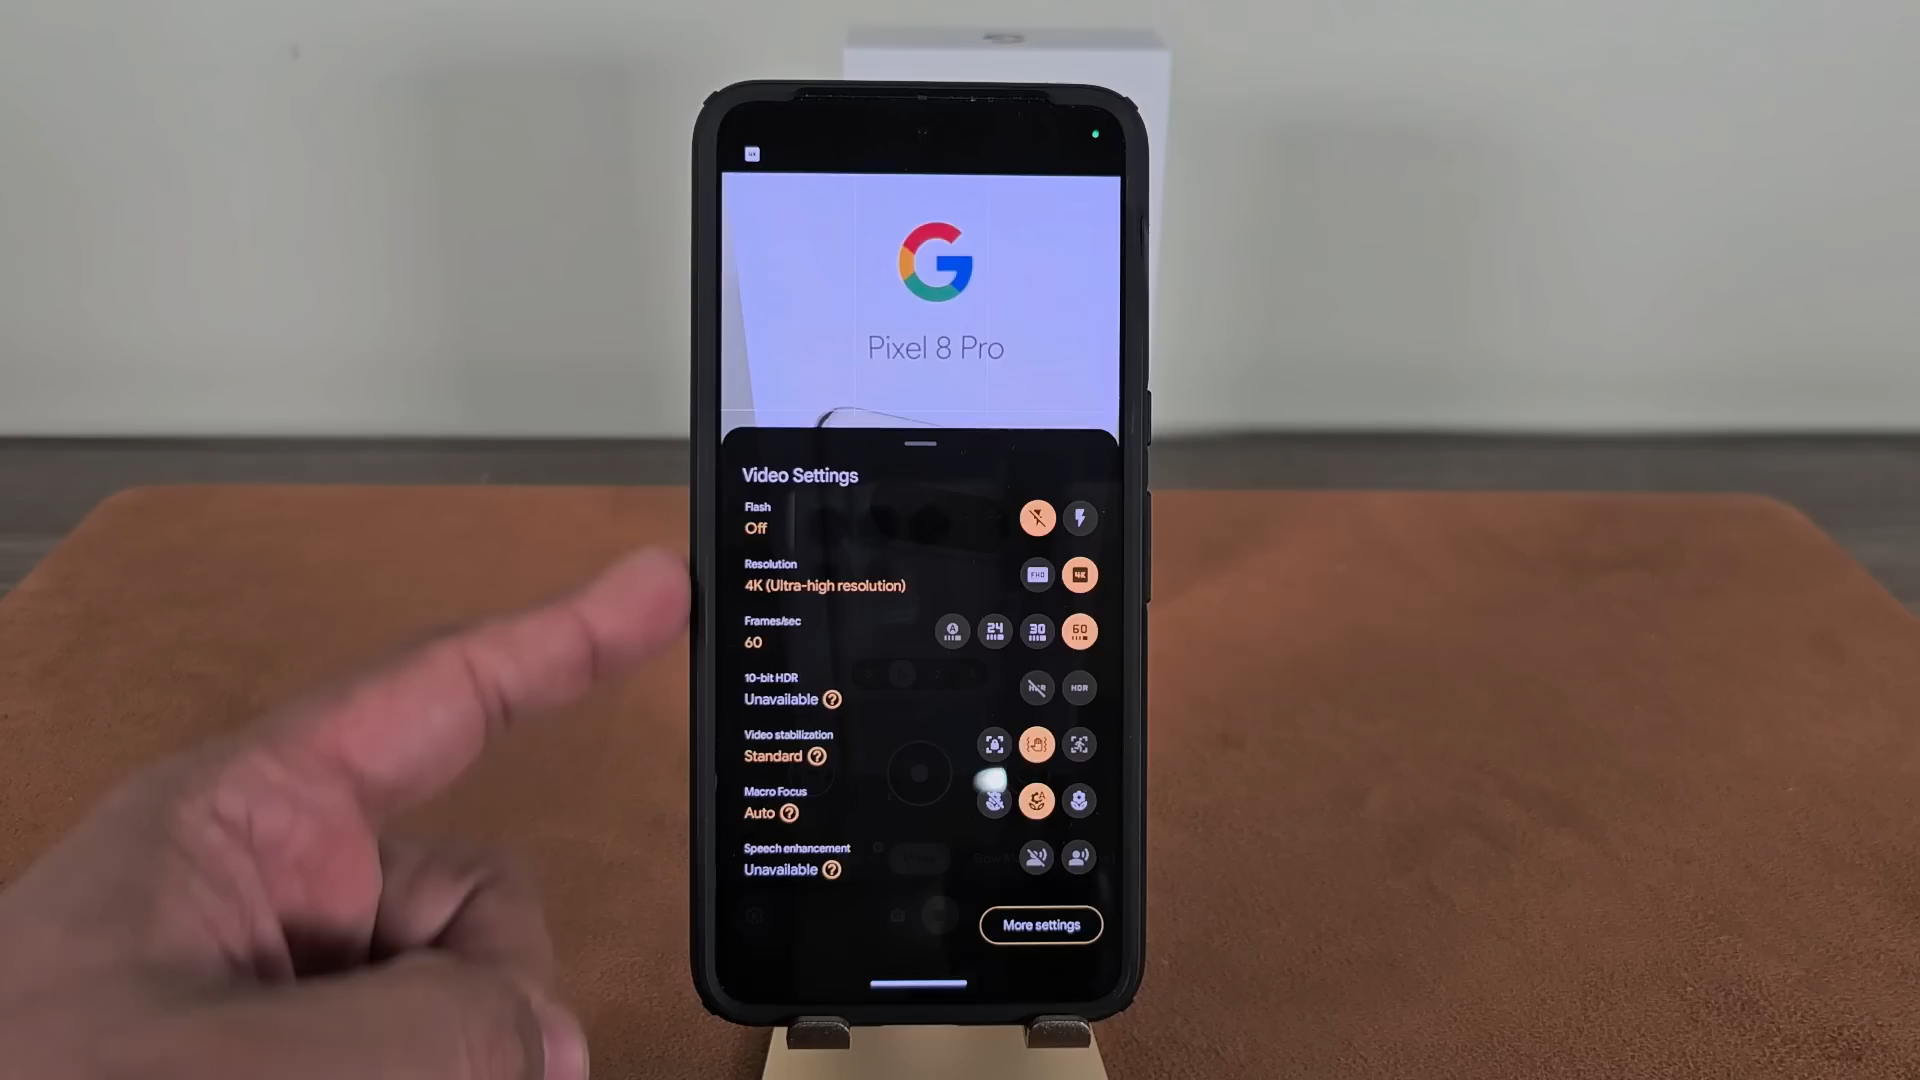 G
Pixel 8 Pro
Video Settings
Flash
Off
Resolution
4K (Ultra-high resolution)
FHD
4K
Frames/sec
60
A
24
30
60
10-bit HDR
Unavailable ?
HDR
HDR
Video stabilization
Standard ?
Macro Focus
Auto ?
Speech enhancement
Unavailable ?
More settings